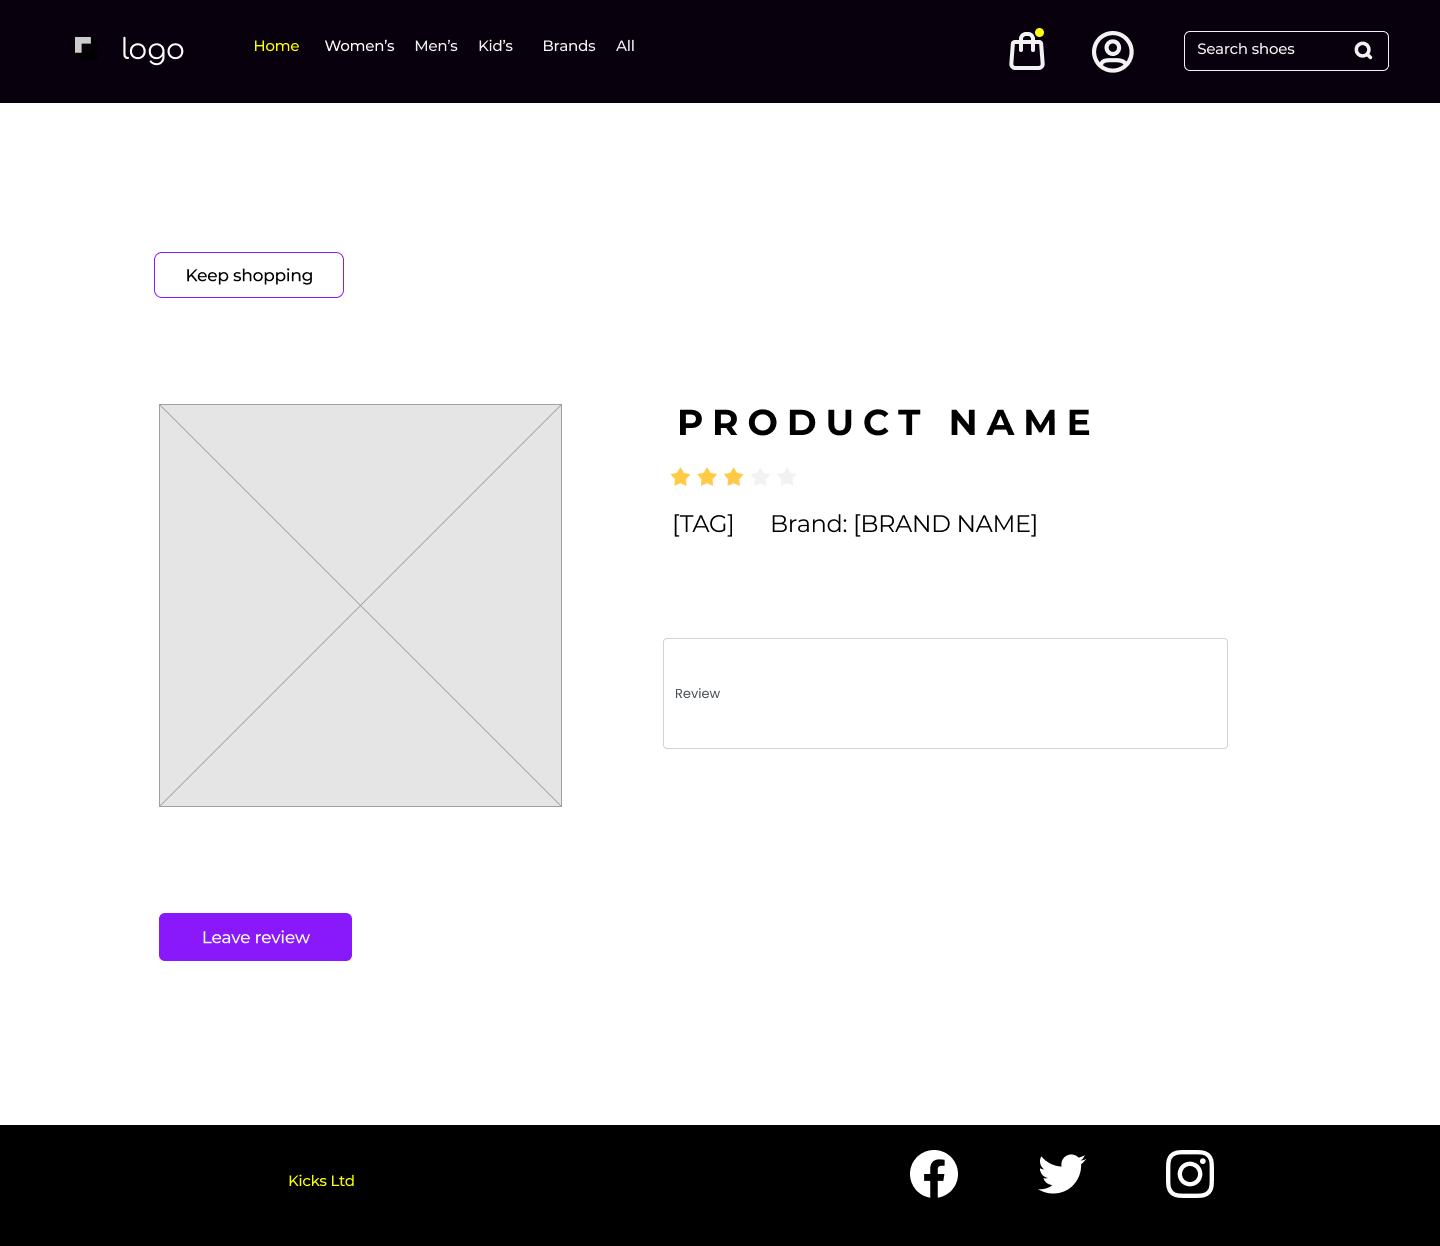 logo
Home Women’s Men’s Kid’s Brands All
Search shoes
Keep shopping
PRODUCT NAME
[TAG] Brand: [BRAND NAME]
Review
Leave review
Kicks Ltd